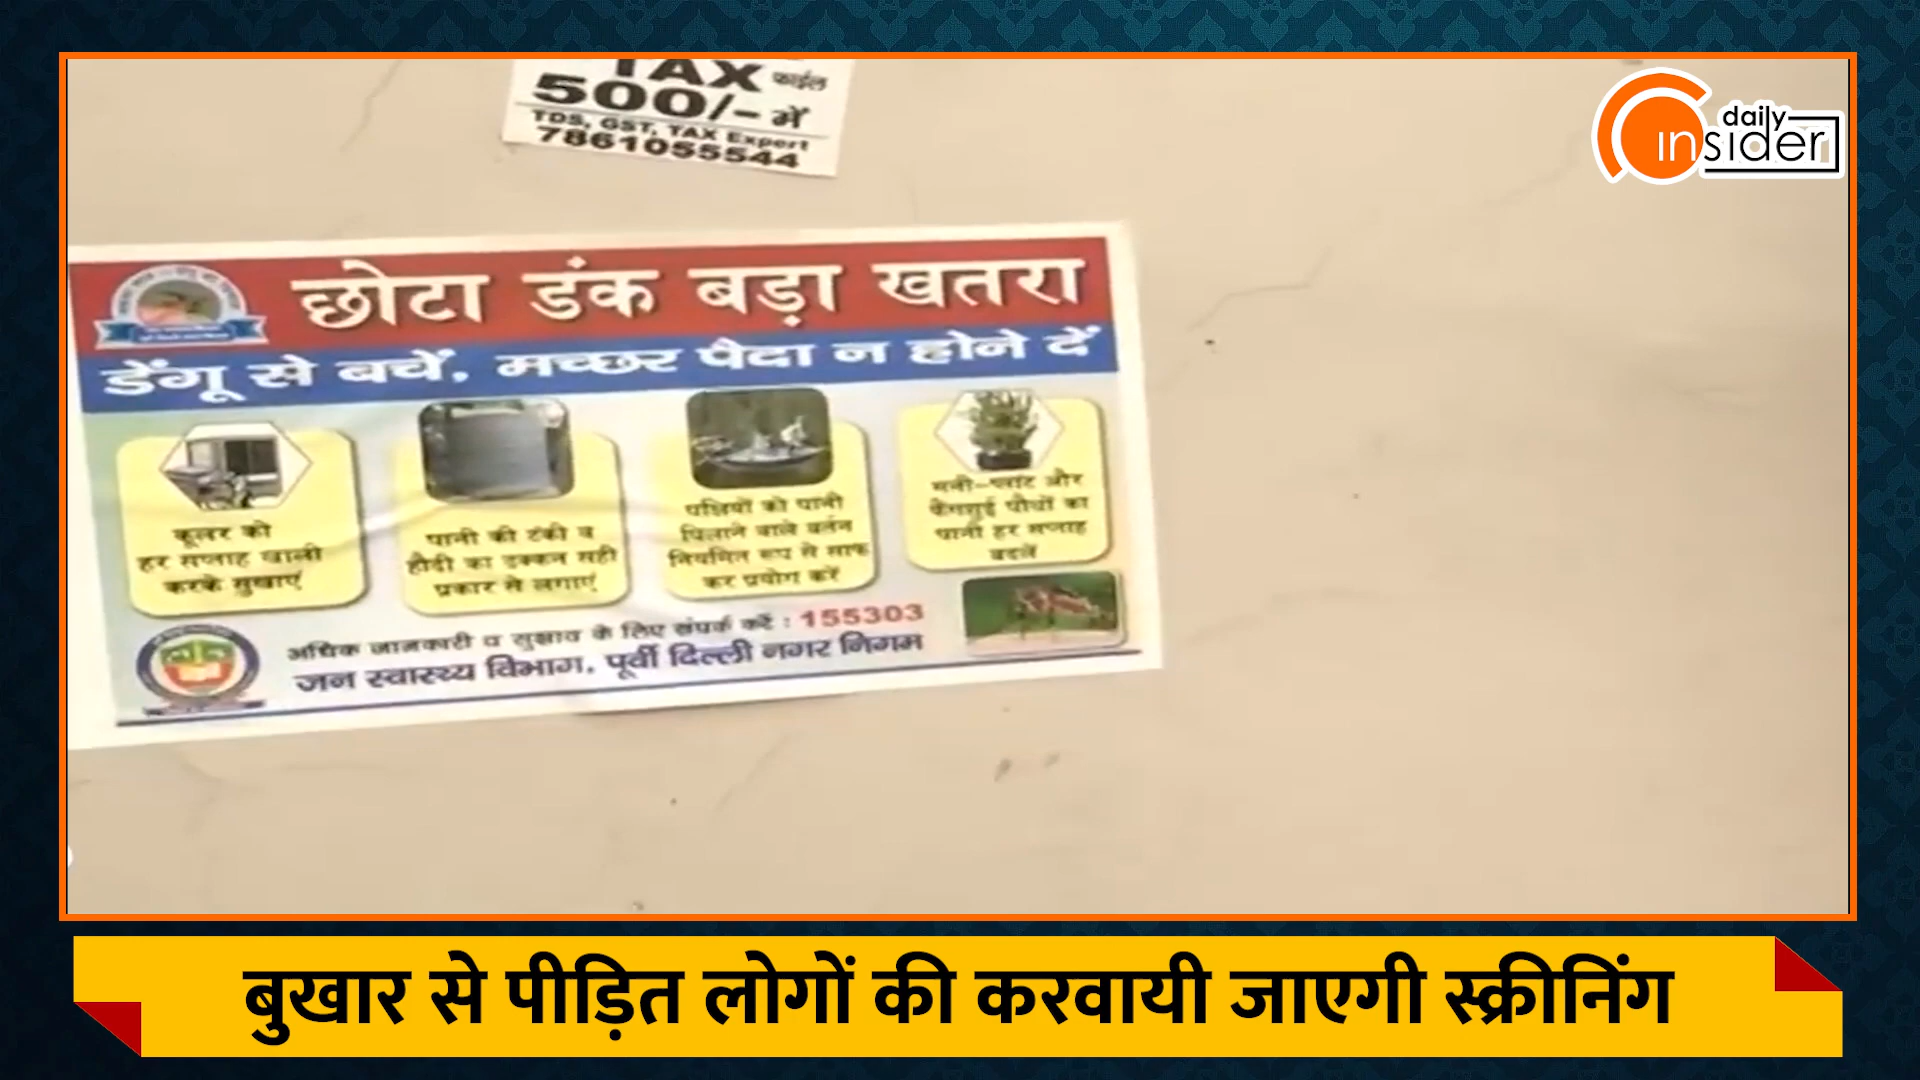 TAX फाईल
500/- में
TDS, GST, TAX Expert
7861055544
daily
insider
छोटा डंक बड़ा खतरा
डेंगू से बचें, मच्छर पैदा न होने दें
कूलर को
हर सप्ताह खाली
करके सुखाएं
पानी की टंकी व
हौदी का ढक्कन सही
प्रकार से लगाएं
पक्षियों को पानी
पिलाने वाले बर्तन
नियमित रूप से साफ
कर प्रयोग करें
मनी-प्लांट और
पौधों का
पानी हर सप्ताह
बदलें
अधिक जानकारी व सुझाव के लिए संपर्क करें : 155303
जन स्वास्थ्य विभाग, पूर्वी दिल्ली नगर निगम
बुखार से पीड़ित लोगों की करवायी जाएगी स्क्रीनिंग